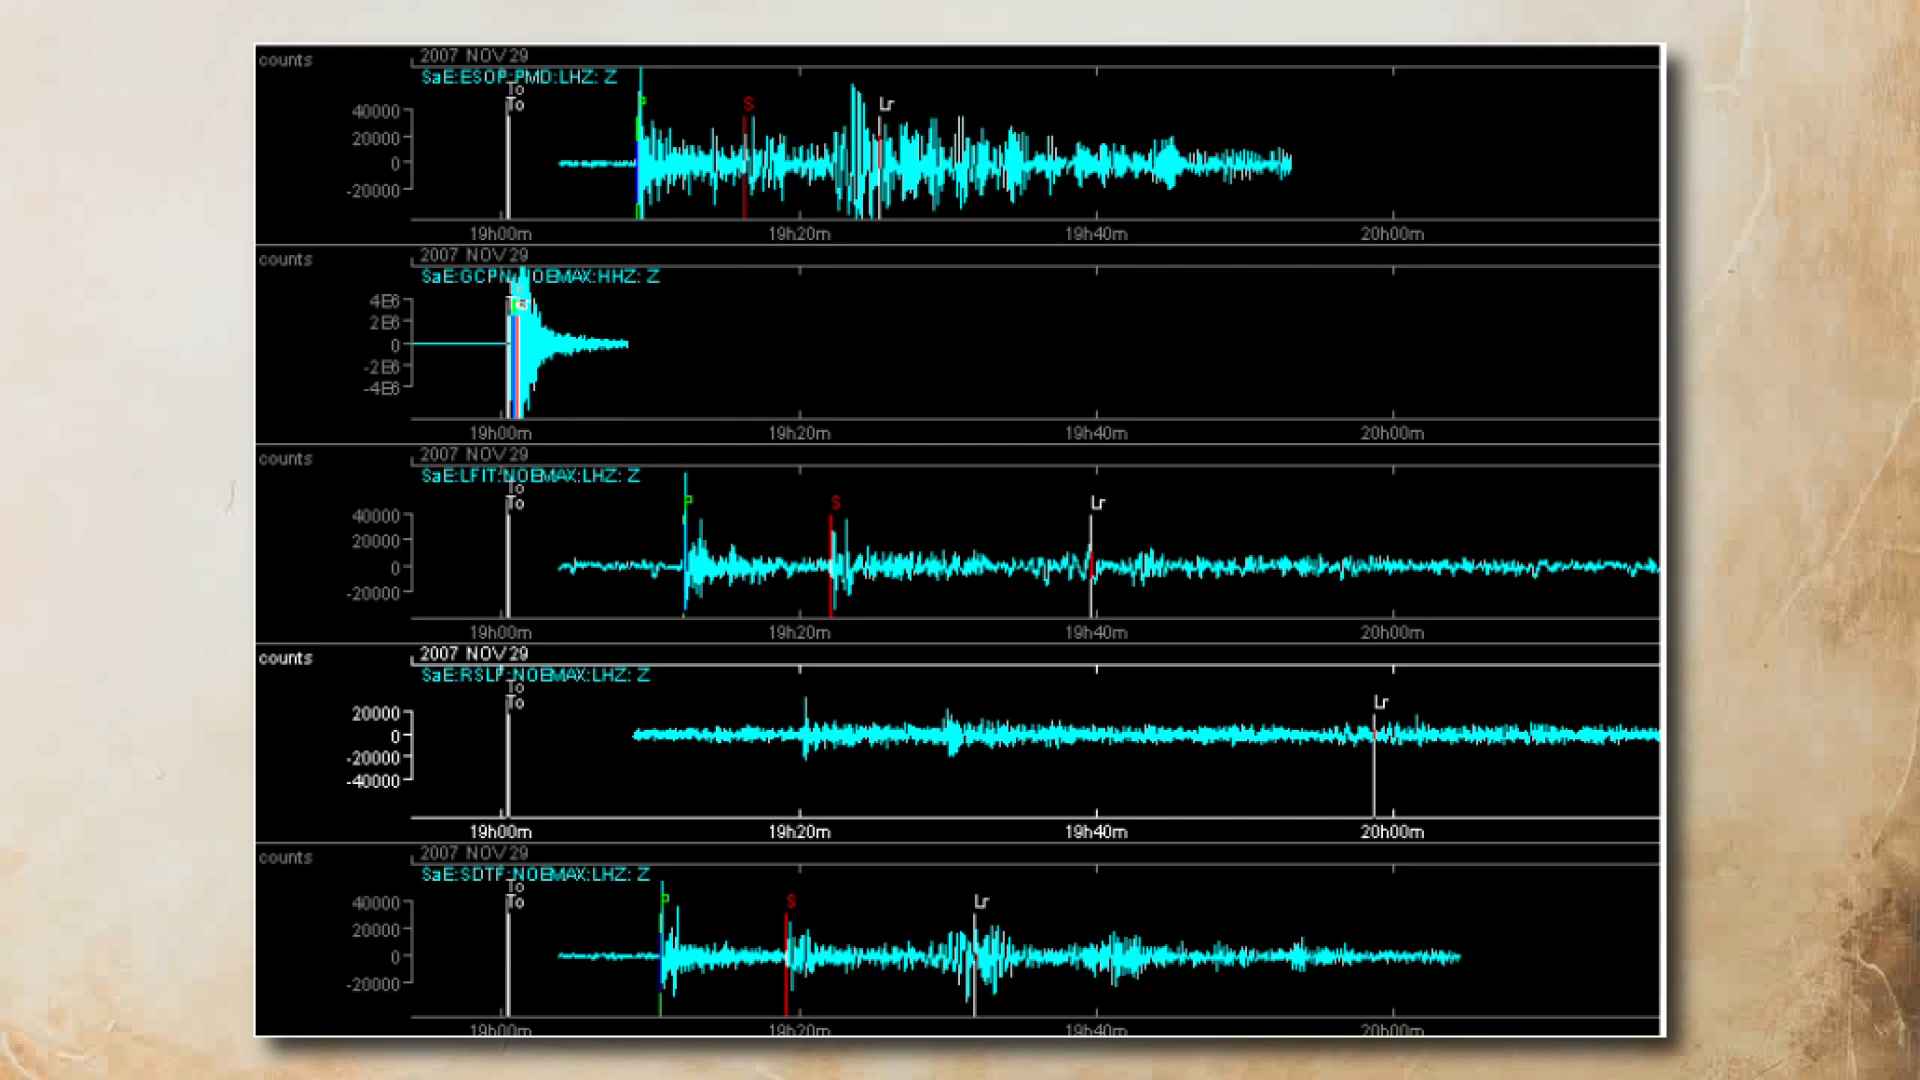 counts
2007 NOV 29
SaE:ESOP:PMD:LHZ: Z
To
To
P
S
Lr
40000
20000
0
-20000
19h00m 19h20m 19h40m 20h00m
counts
2007 NOV 29
SaE:GCPN:NOEMAX:HHZ: Z
4E6
2E6
0
-2E6
-4E6
19h00m 19h20m 19h40m 20h00m
counts
2007 NOV 29
SaE:LFIT:NOEMAX:LHZ: Z
To
To
P
S
Lr
40000
20000
0
-20000
19h00m 19h20m 19h40m 20h00m
counts
2007 NOV 29
SaE:RSLF:NOEMAX:LHZ: Z
To
To
Lr
20000
0
-20000
-40000
19h00m 19h20m 19h40m 20h00m
counts
2007 NOV 29
SaE:SDTF:NOEMAX:LHZ: Z
To
To
P
S
Lr
40000
20000
0
-20000
19h00m 19h20m 19h40m 20h00m